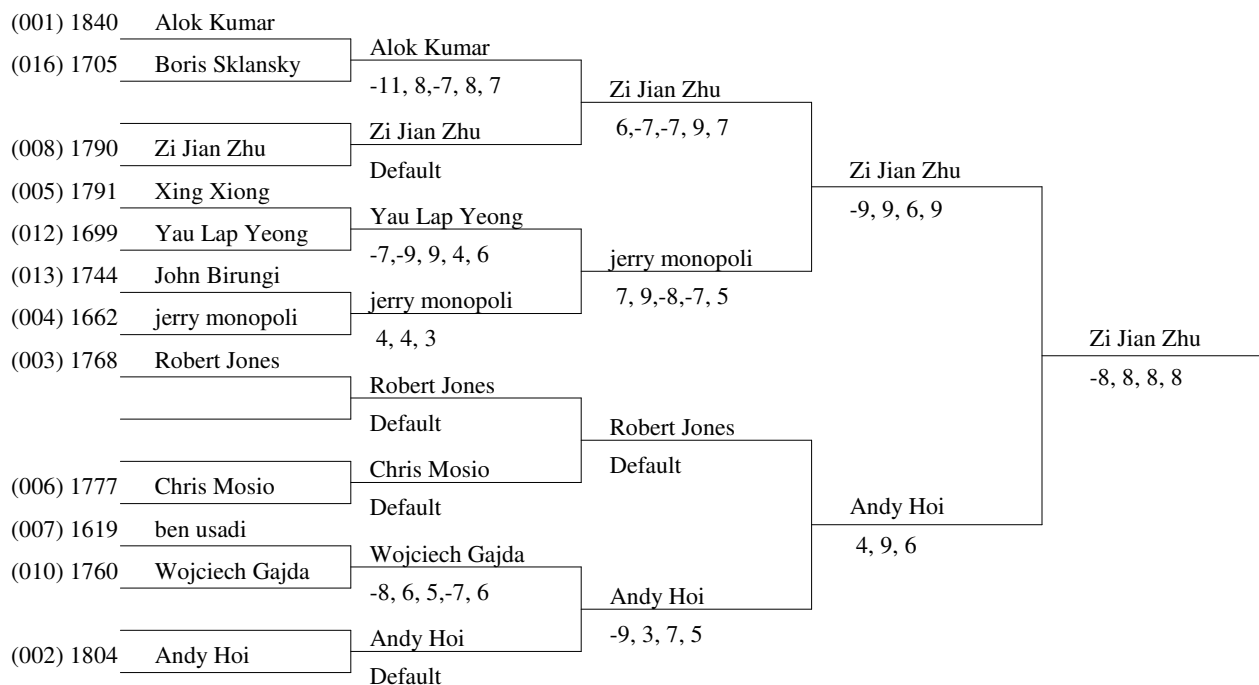 (001) 1840 Alok Kumar
(016) 1705 Boris Sklansky
(008) 1790 Zi Jian Zhu
(005) 1791 Xing Xiong
(012) 1699 Yau Lap Yeong
(013) 1744 John Birungi
(004) 1662 jerry monopoli
(003) 1768 Robert Jones
(006) 1777 Chris Mosio
(007) 1619 ben usadi
(010) 1760 Wojciech Gajda
(002) 1804 Andy Hoi
Alok Kumar
-11, 8,-7, 8, 7
Zi Jian Zhu
Default
Yau Lap Yeong
-7,-9, 9, 4, 6
jerry monopoli
4, 4, 3
Robert Jones
Default
Chris Mosio
Default
Wojciech Gajda
-8, 6, 5,-7, 6
Andy Hoi
Default
Zi Jian Zhu
6,-7,-7, 9, 7
jerry monopoli
7, 9,-8,-7, 5
Robert Jones
Default
Andy Hoi
-9, 3, 7, 5
Zi Jian Zhu
-9, 9, 6, 9
Andy Hoi
4, 9, 6
Zi Jian Zhu
-8, 8, 8, 8